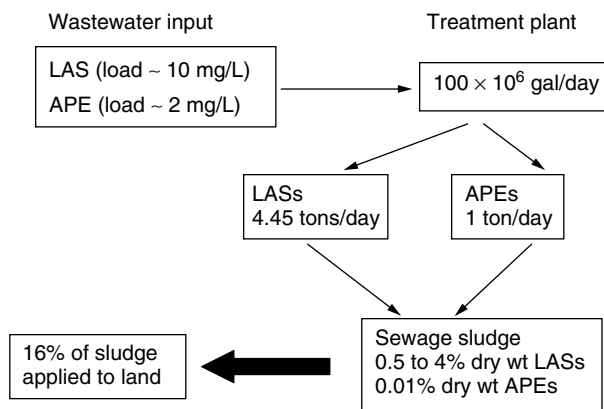 Wastewater input
Treatment plant
LAS (load ~ 10 mg/L)
APE (load ~ 2 mg/L)
100 × 10⁶ gal/day
LASs
4.45 tons/day
APEs
1 ton/day
16% of sludge
applied to land
Sewage sludge
0.5 to 4% dry wt LASs
0.01% dry wt APEs